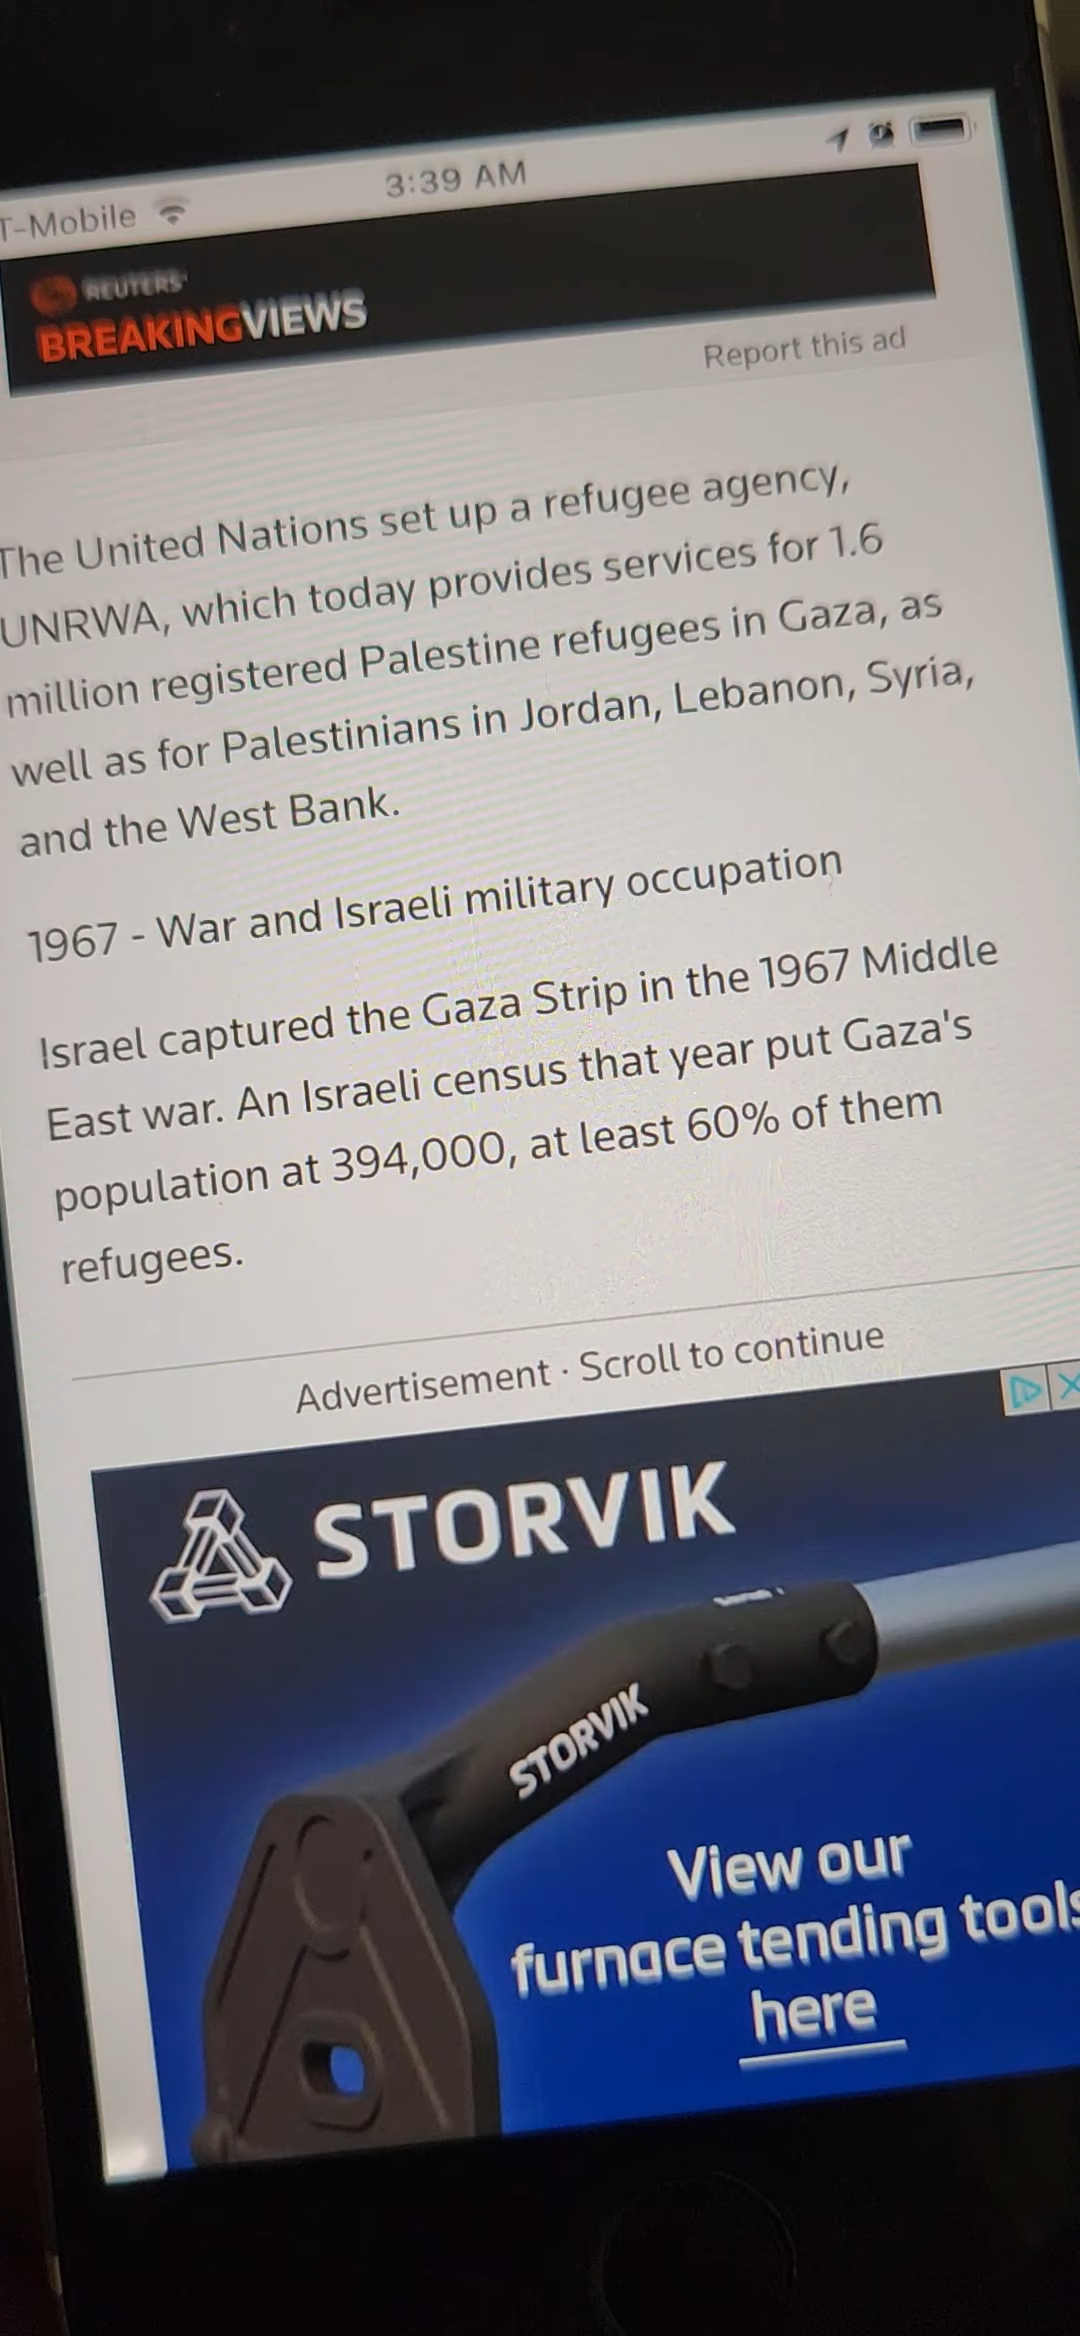 T-Mobile
3:39 AM
REUTERS
BREAKINGVIEWS
Report this ad
The United Nations set up a refugee agency,
UNRWA, which today provides services for 1.6
million registered Palestine refugees in Gaza, as
well as for Palestinians in Jordan, Lebanon, Syria,
and the West Bank.
1967 - War and Israeli military occupation
Israel captured the Gaza Strip in the 1967 Middle
East war. An Israeli census that year put Gaza's
population at 394,000, at least 60% of them
refugees.
Advertisement · Scroll to continue
STORVIK
STORVIK
View our
furnace tending tools
here